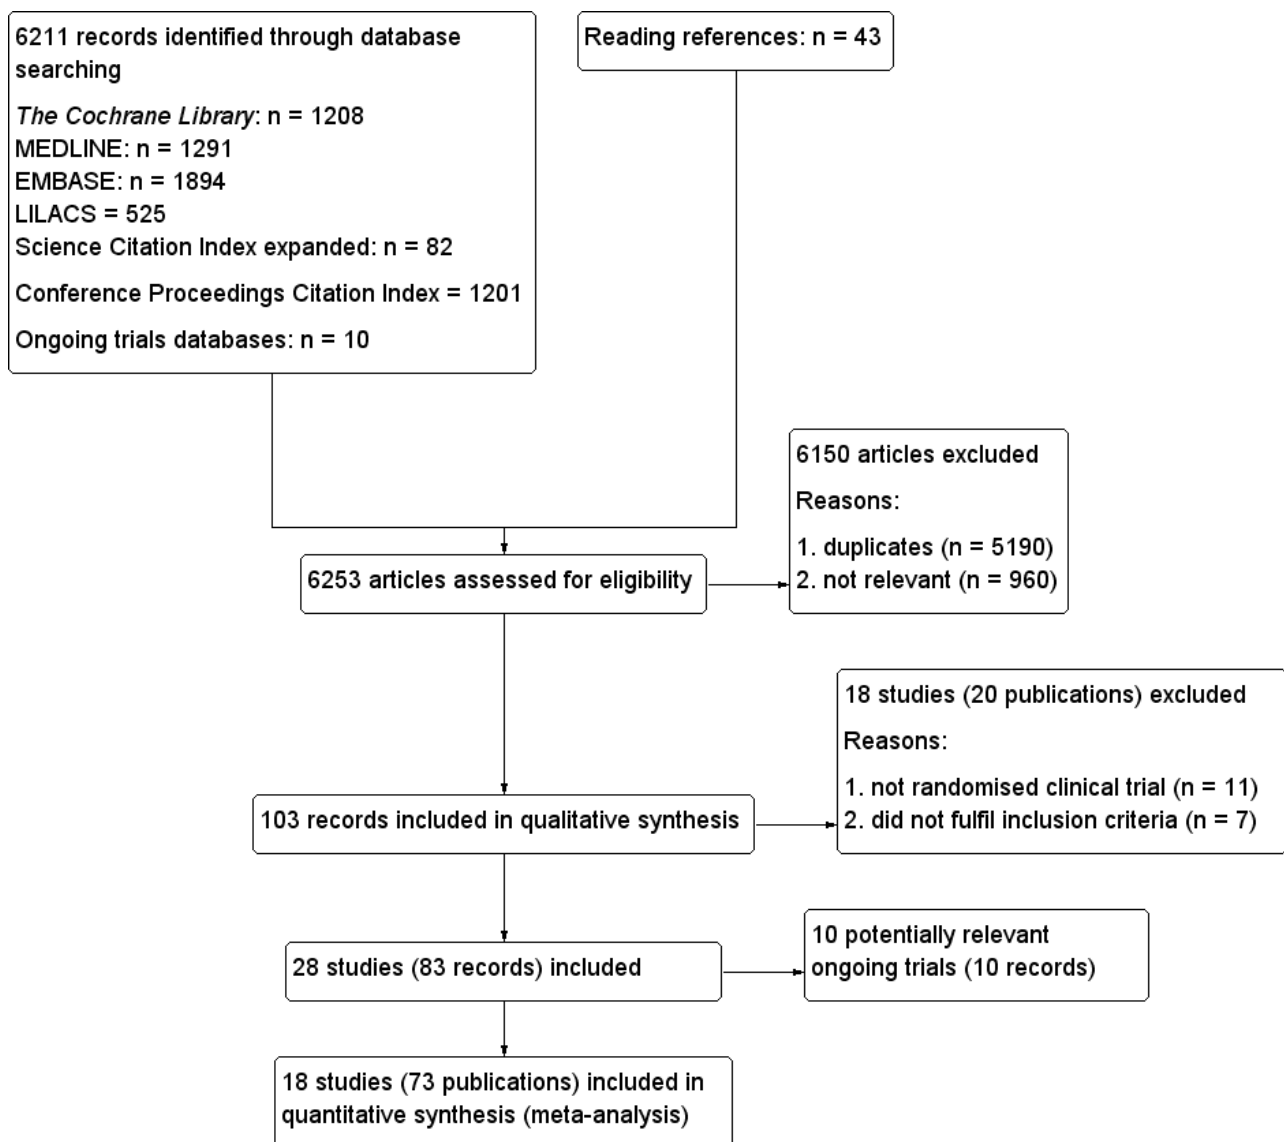 6211 records identified through database
searching
The Cochrane Library: n = 1208
MEDLINE: n = 1291
EMBASE: n = 1894
LILACS = 525
Science Citation Index expanded: n = 82
Conference Proceedings Citation Index = 1201
Ongoing trials databases: n = 10
Reading references: n = 43
6253 articles assessed for eligibility
6150 articles excluded
Reasons:
1. duplicates (n = 5190)
2. not relevant (n = 960)
103 records included in qualitative synthesis
18 studies (20 publications) excluded
Reasons:
1. not randomised clinical trial (n = 11)
2. did not fulfil inclusion criteria (n = 7)
28 studies (83 records) included
10 potentially relevant
ongoing trials (10 records)
18 studies (73 publications) included in
quantitative synthesis (meta-analysis)